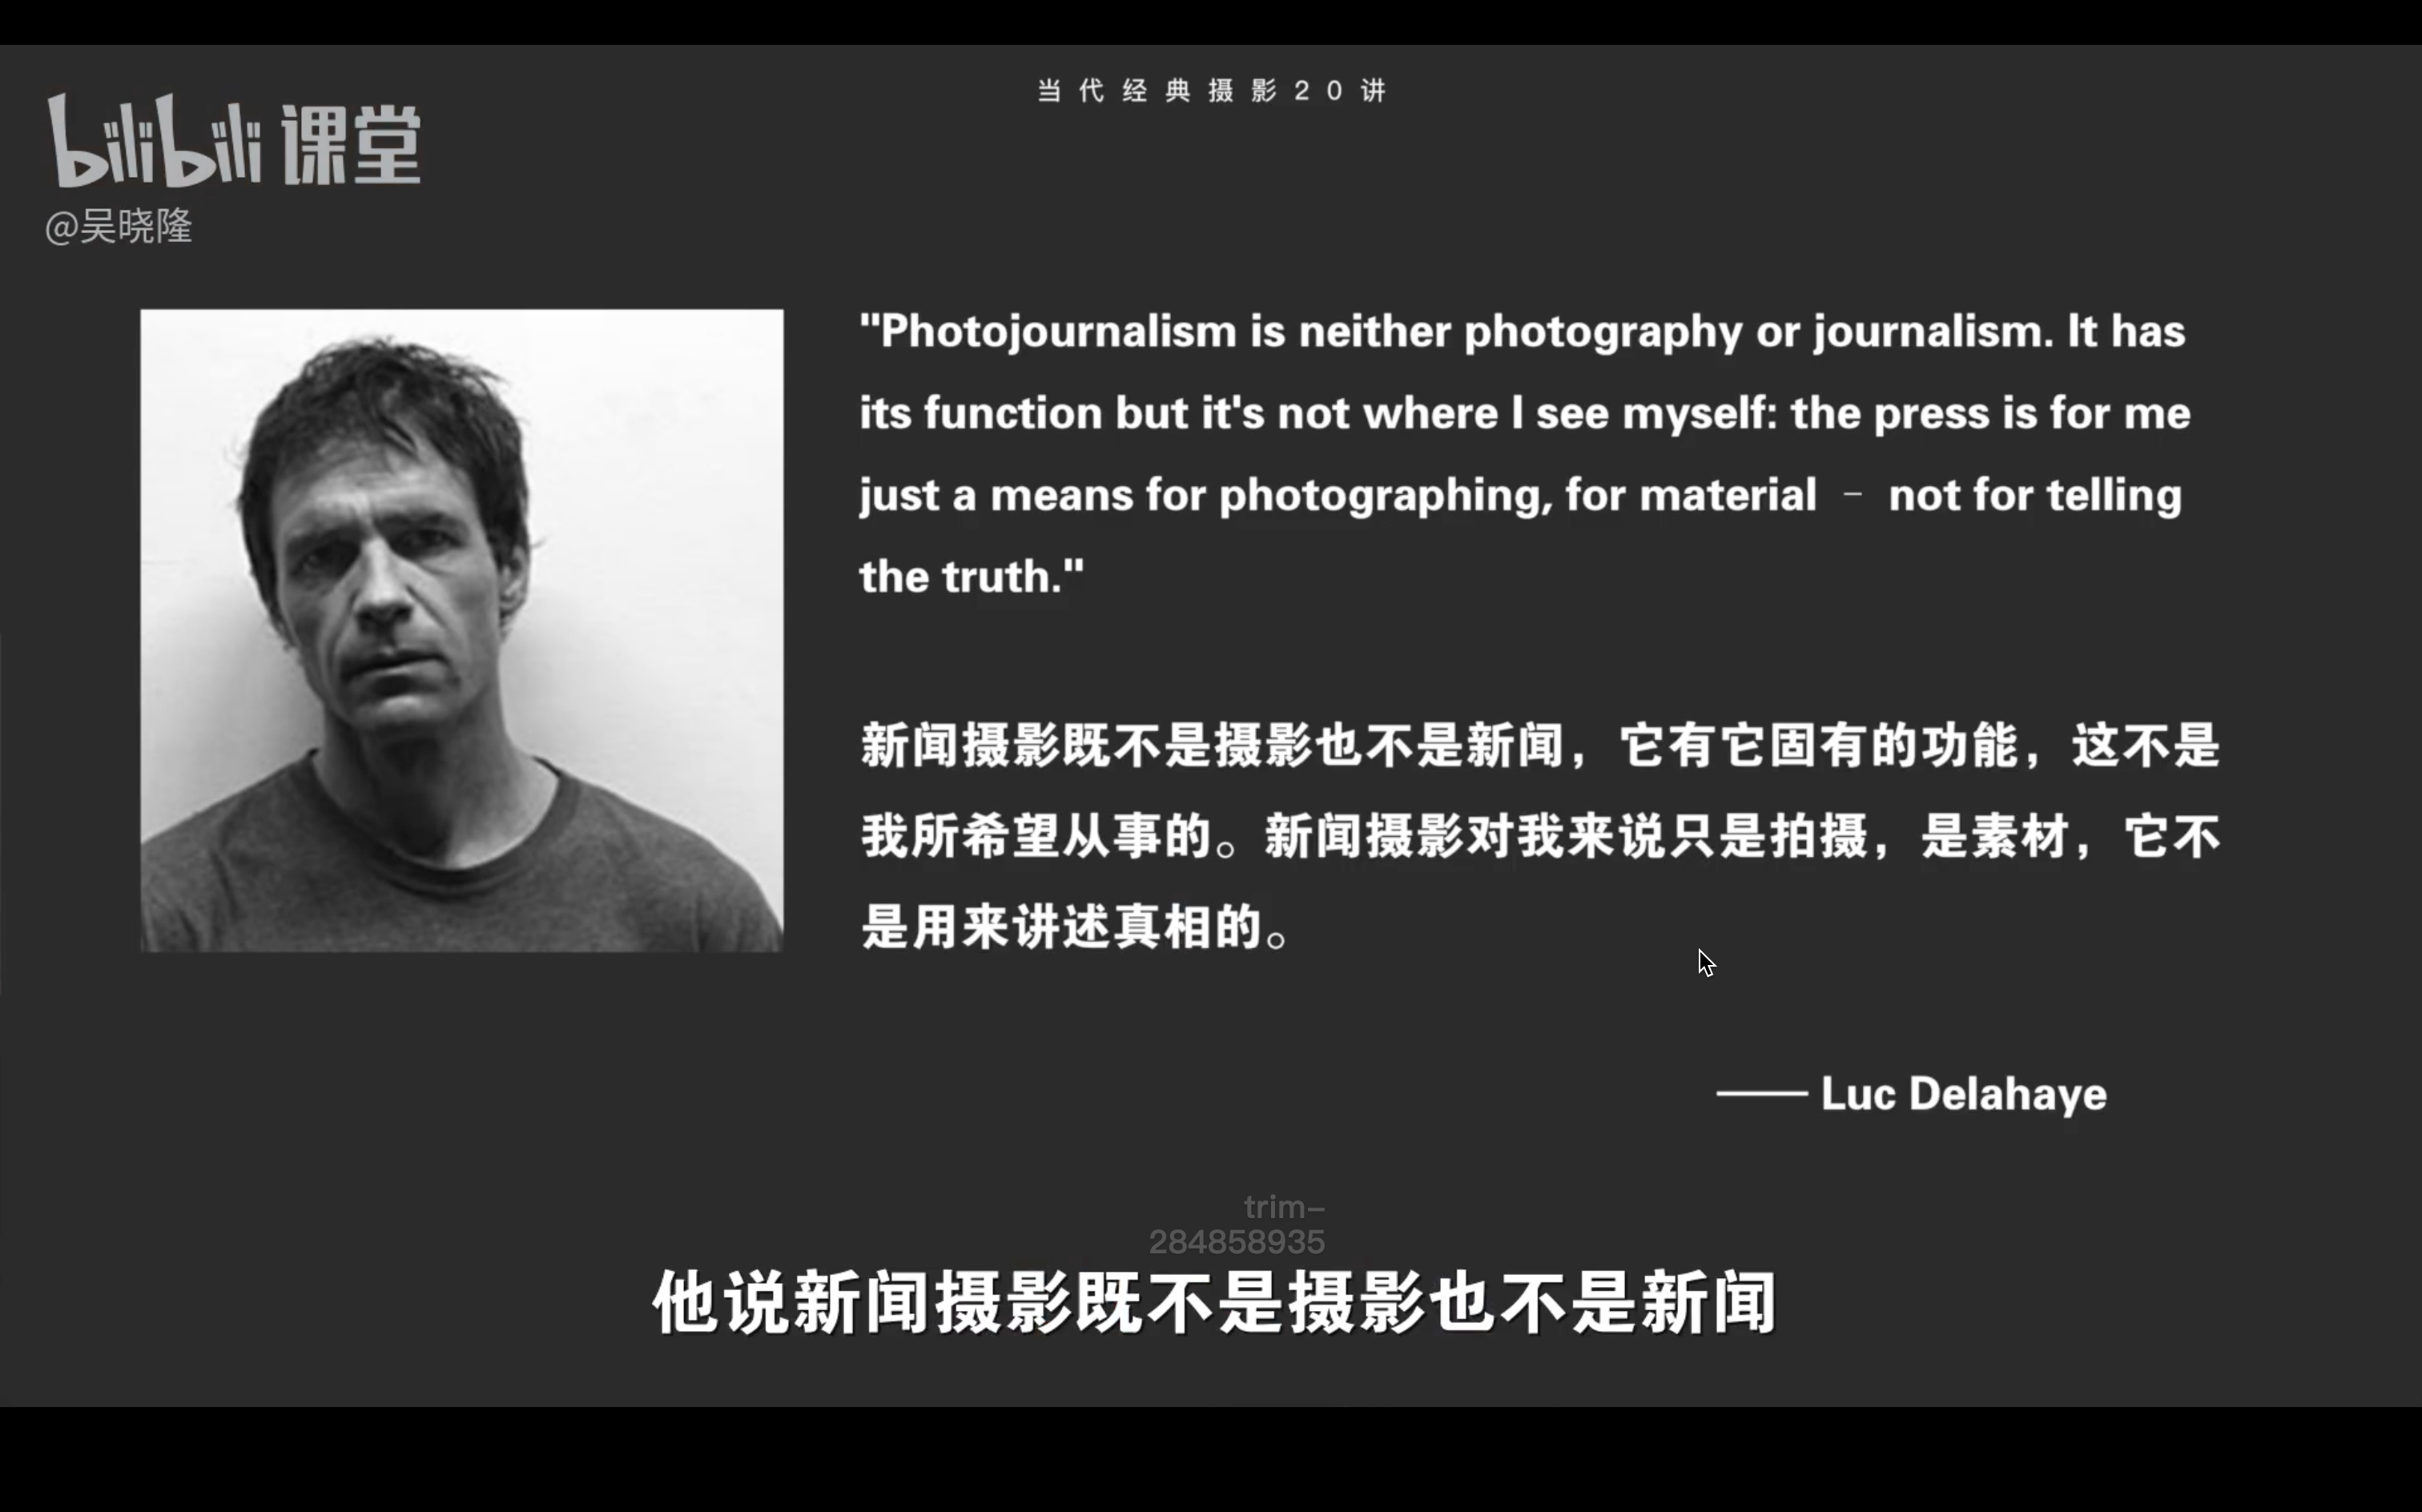 当代经典摄影20讲
bilibili 课堂
@吴晓隆
"Photojournalism is neither photography or journalism. It has
its function but it's not where I see myself: the press is for me
just a means for photographing, for material – not for telling
the truth."
新闻摄影既不是摄影也不是新闻，它有它固有的功能，这不是
我所希望从事的。新闻摄影对我来说只是拍摄，是素材，它不
是用来讲述真相的。
—— Luc Delahaye
trim-
284858935
他说新闻摄影既不是摄影也不是新闻